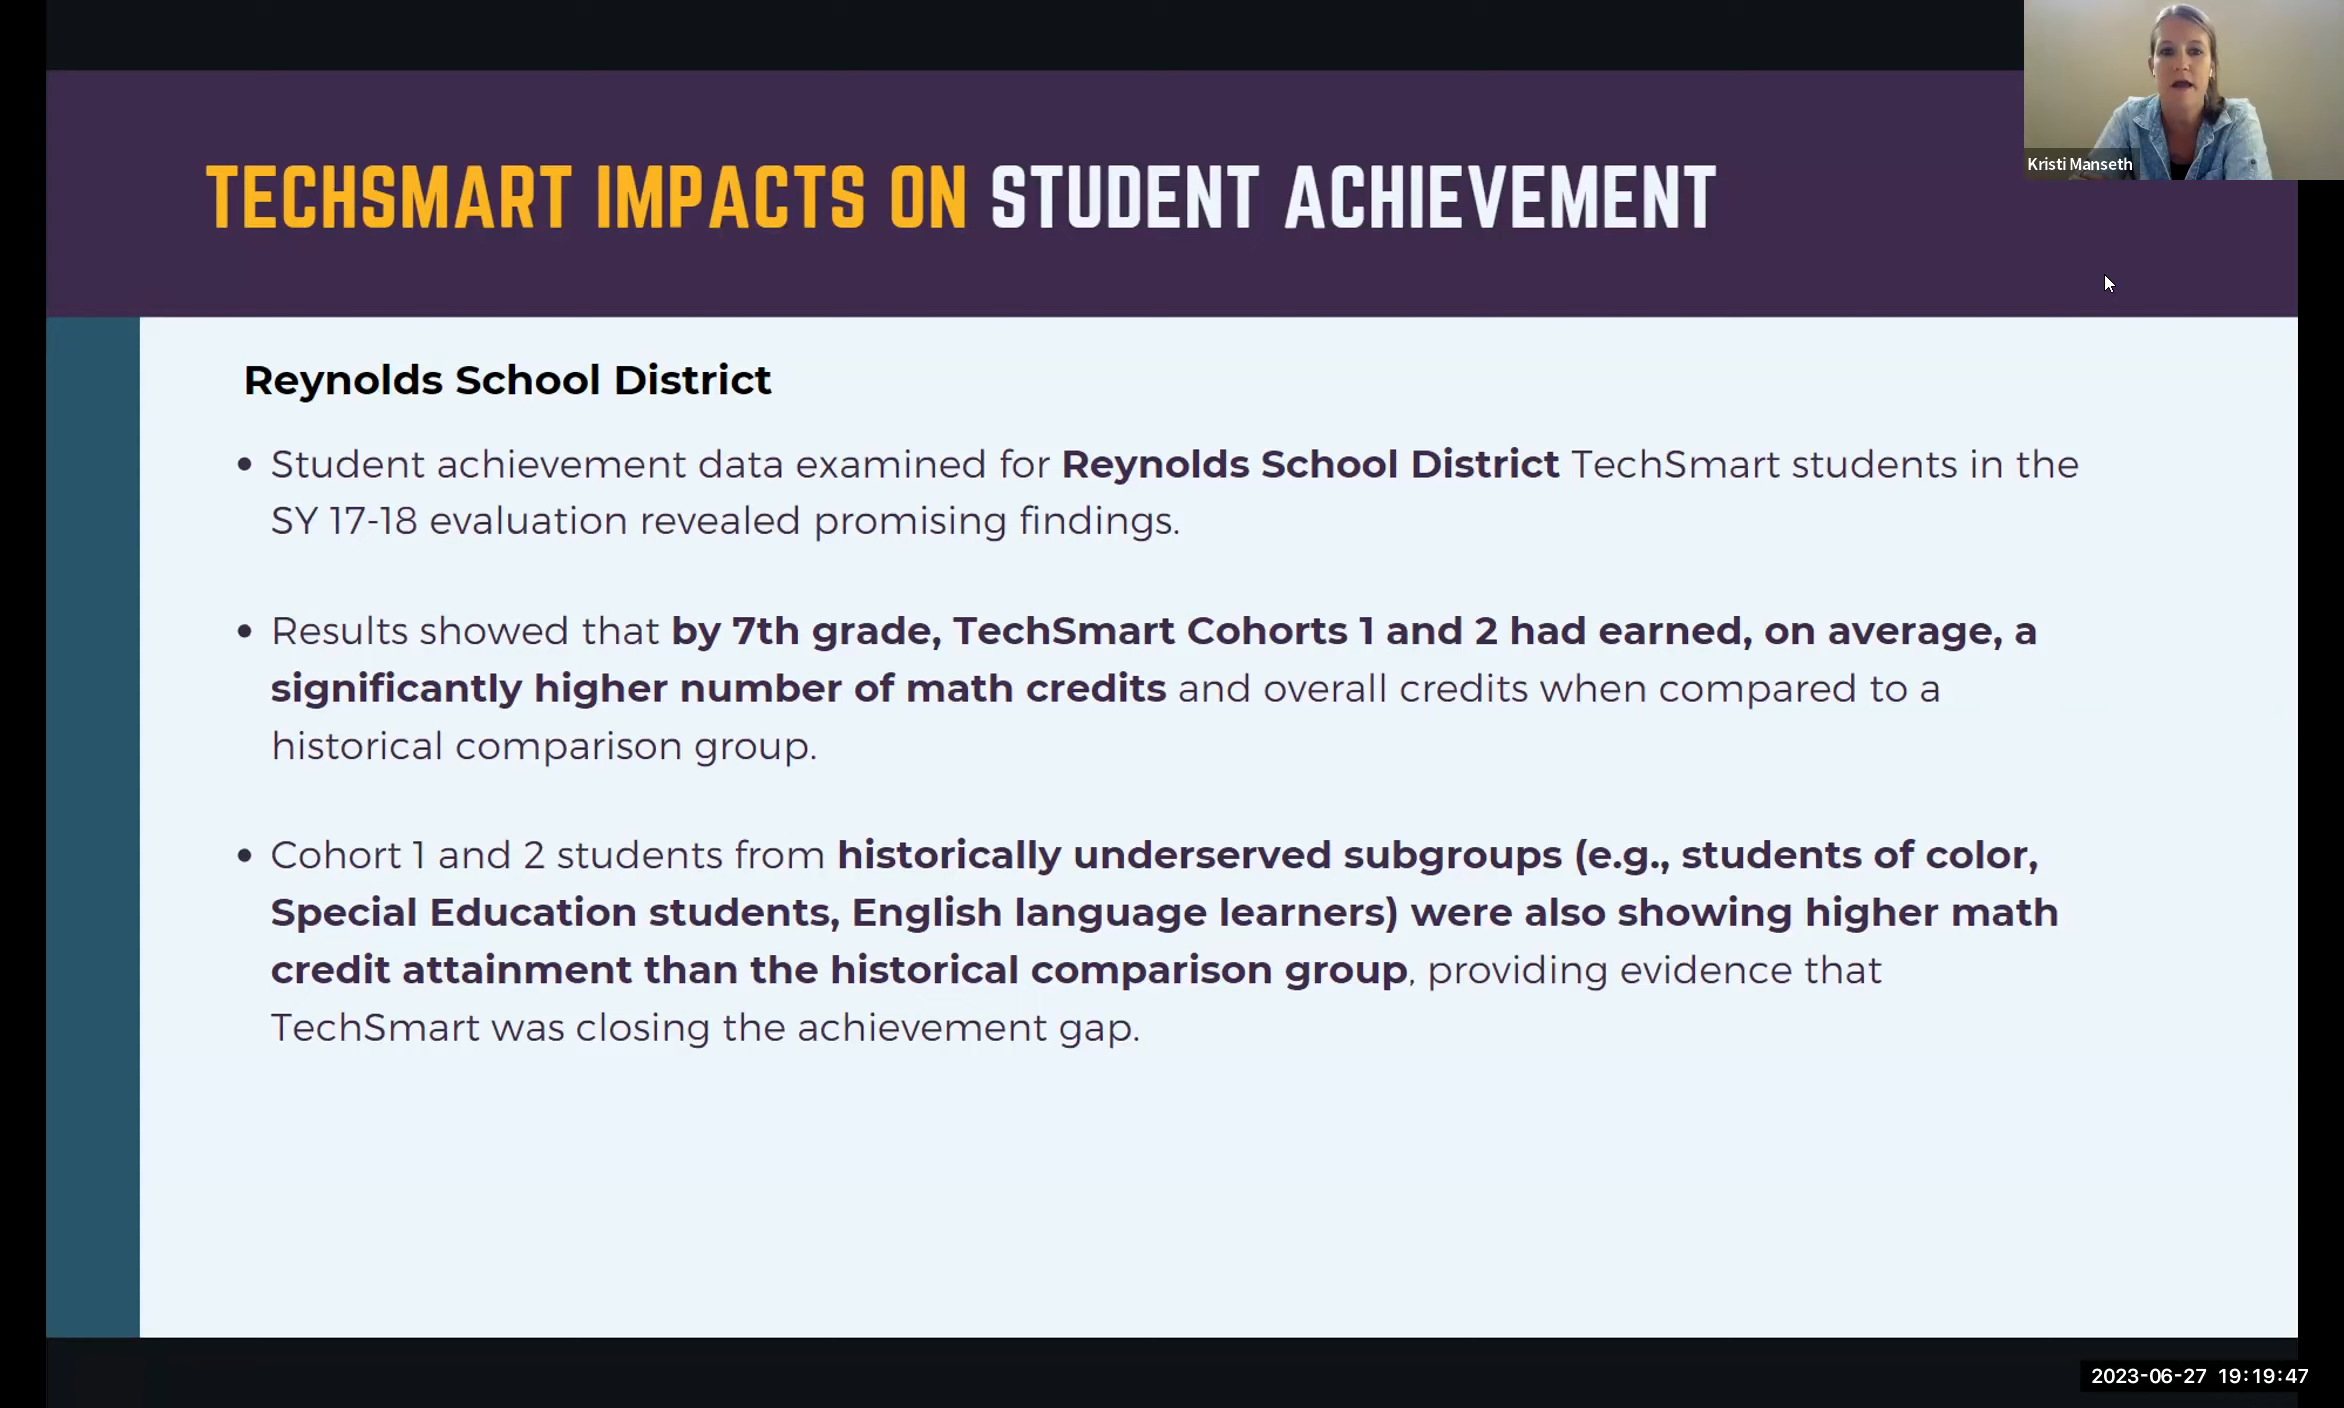 TECHSMART IMPACTS ON STUDENT ACHIEVEMENT
Kristi Manseth
Reynolds School District
• Student achievement data examined for Reynolds School District TechSmart students in the
SY 17-18 evaluation revealed promising findings.
• Results showed that by 7th grade, TechSmart Cohorts 1 and 2 had earned, on average, a
significantly higher number of math credits and overall credits when compared to a
historical comparison group.
• Cohort 1 and 2 students from historically underserved subgroups (e.g., students of color,
Special Education students, English language learners) were also showing higher math
credit attainment than the historical comparison group, providing evidence that
TechSmart was closing the achievement gap.
2023-06-27 19:19:47